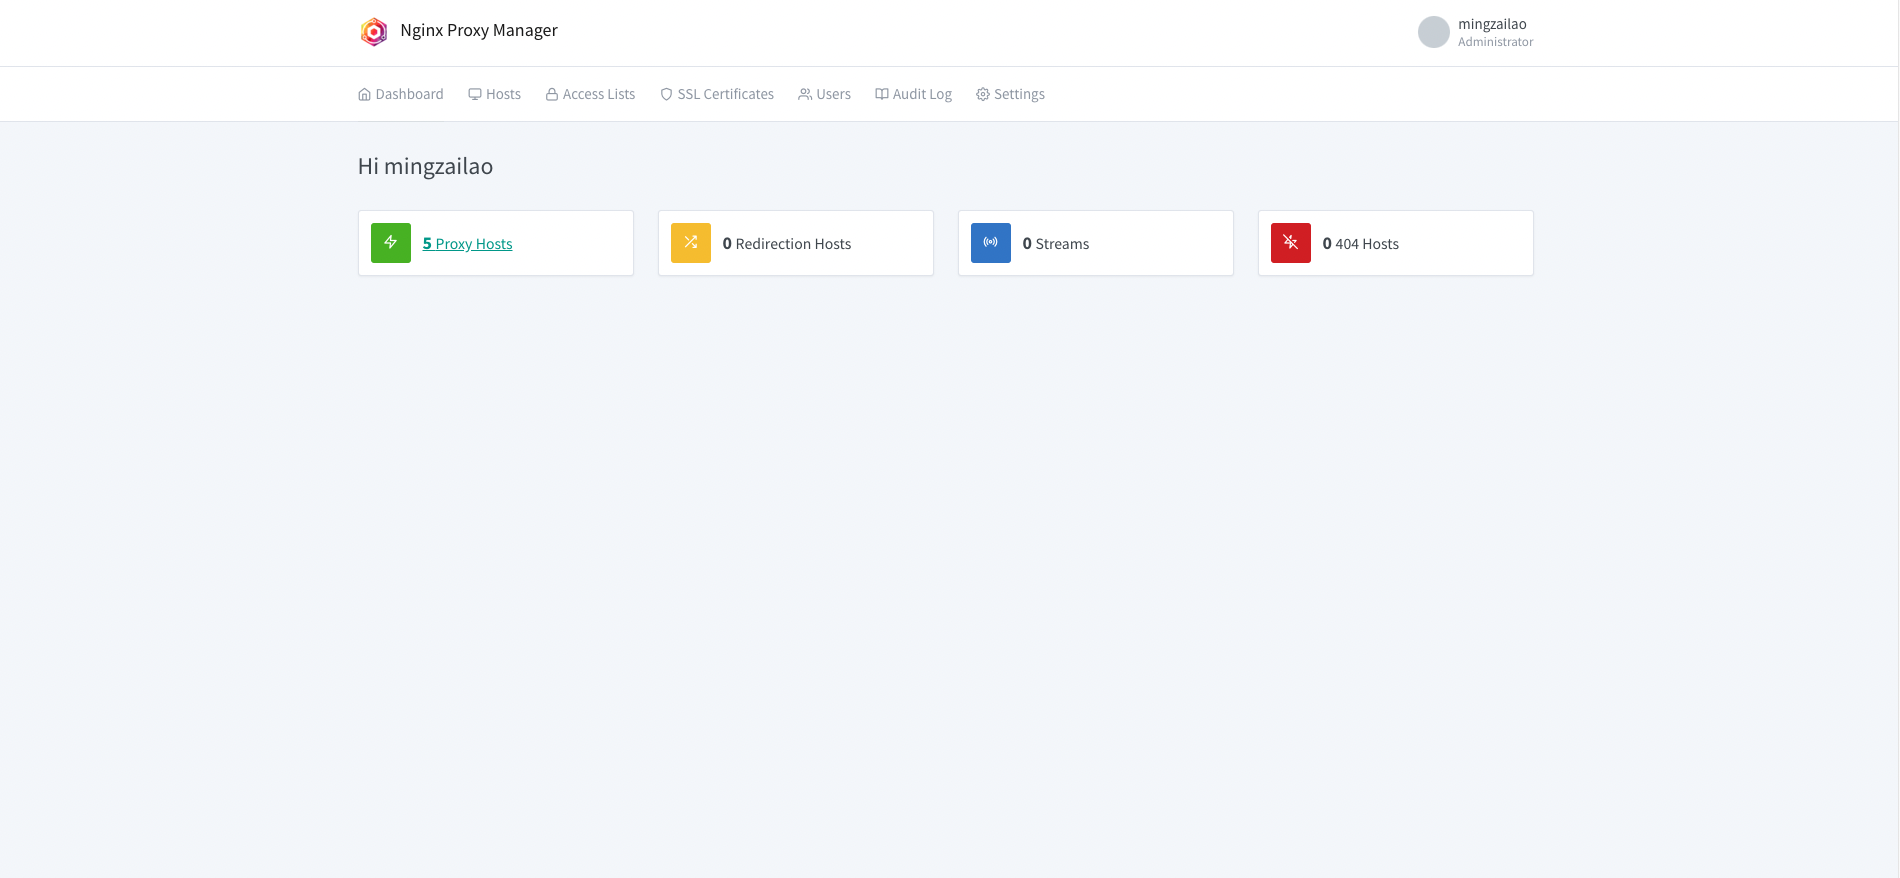 Nginx Proxy Manager
mingzailao
Administrator
Dashboard Hosts Access Lists SSL Certificates Users Audit Log Settings
Hi mingzailao
5 Proxy Hosts
0 Redirection Hosts
0 Streams
0 404 Hosts